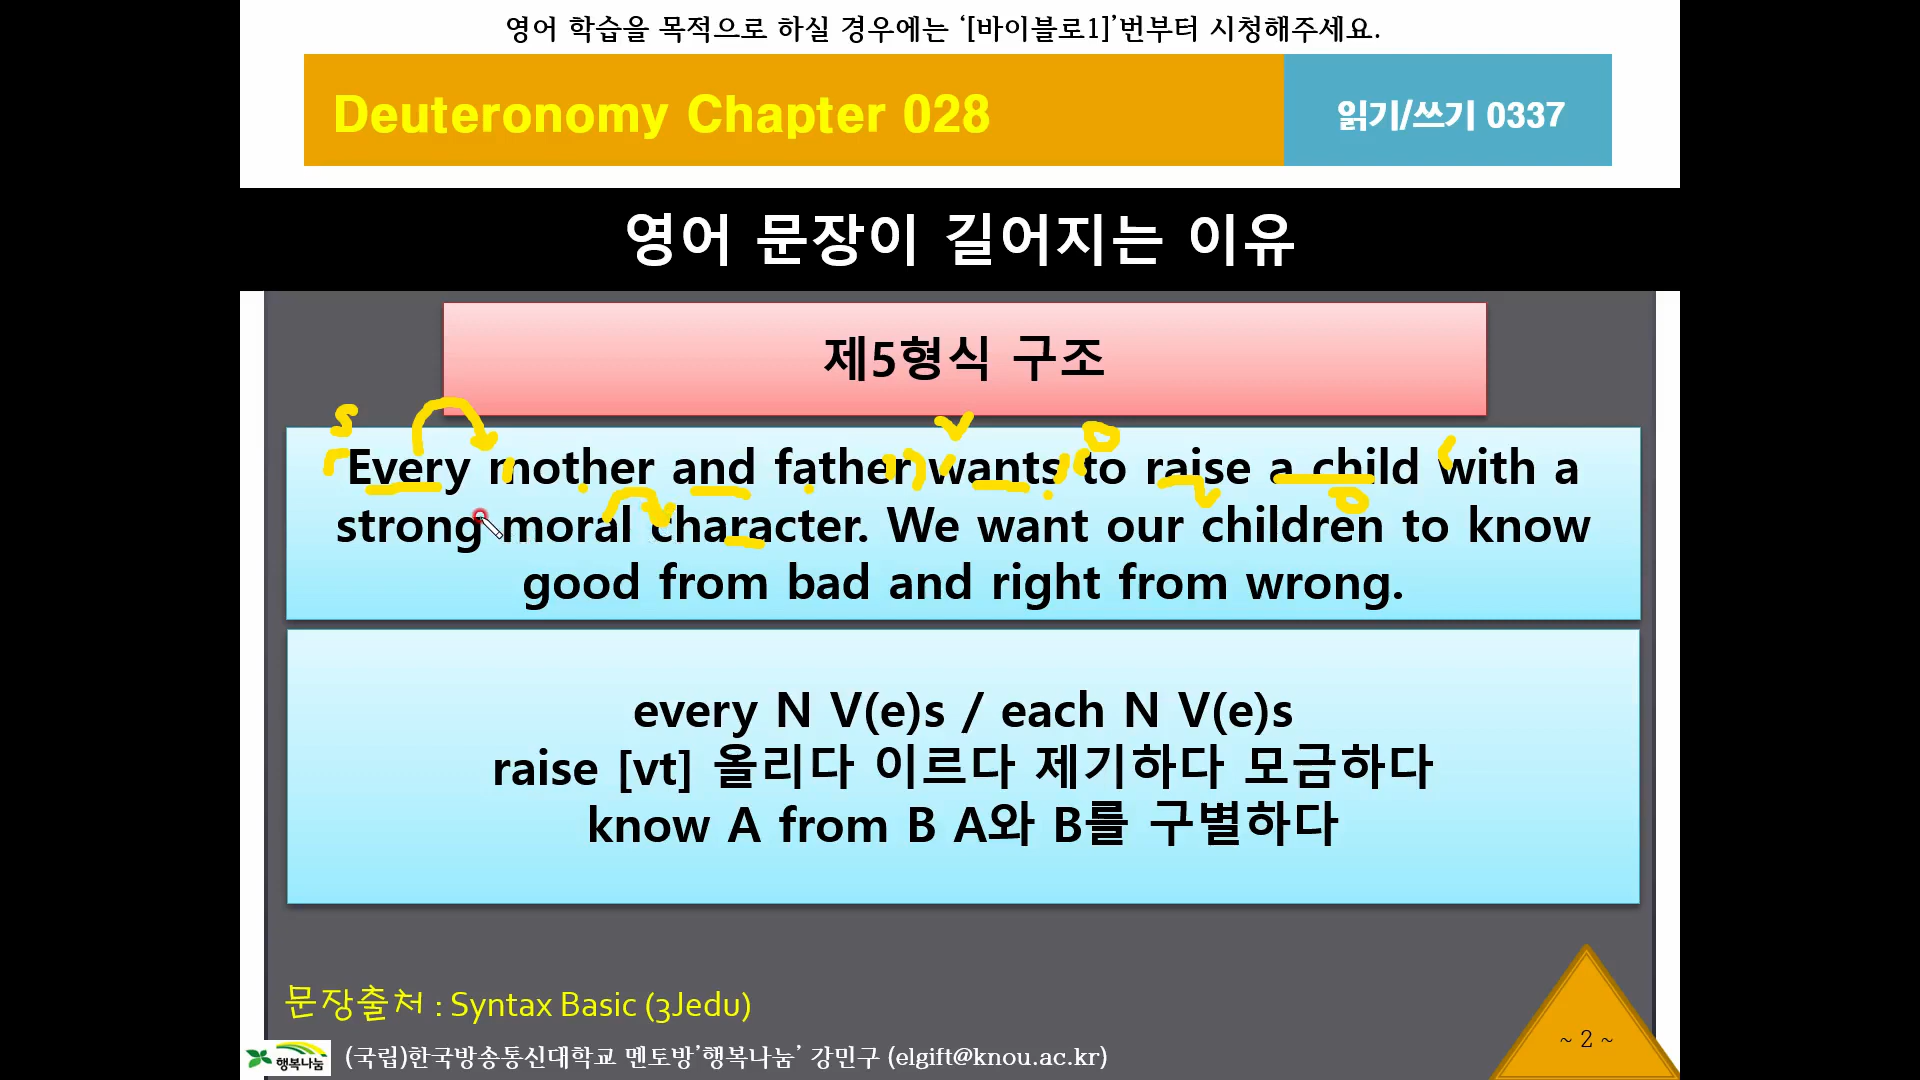 영어 학습을 목적으로 하실 경우에는 ‘[바이블로1]’번부터 시청해주세요.
Deuteronomy Chapter 028
읽기/쓰기 0337
영어 문장이 길어지는 이유
제5형식 구조
Every mother and father wants to raise a child with a
strong moral character. We want our children to know
good from bad and right from wrong.
every N V(e)s / each N V(e)s
raise [vt] 올리다 이르다 제기하다 모금하다
know A from B A와 B를 구별하다
문장출처 : Syntax Basic (3Jedu)
~ 2 ~
행복나눔
(국립)한국방송통신대학교 멘토방’행복나눔’ 강민구 (elgift@knou.ac.kr)